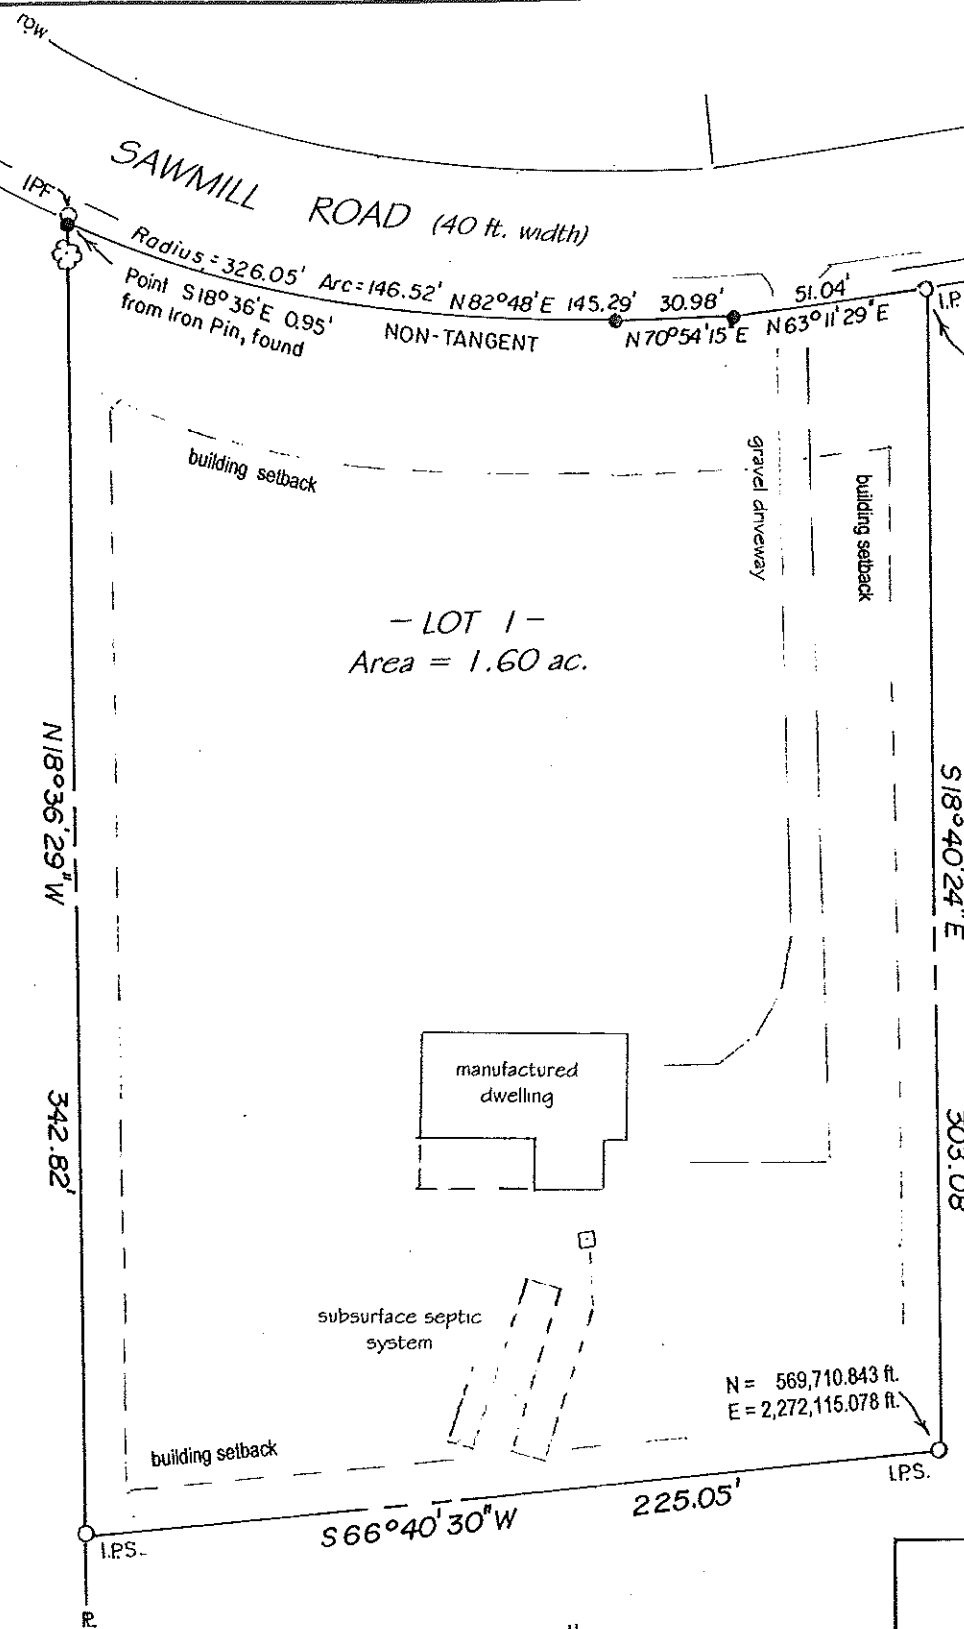 row
SAWMILL ROAD (40 ft. width)
IPF
Radius = 326.05' Arc = 146.52' N82°48'E 145.29' 30.98' 51.04'
Point S18°36'E 0.95'
from Iron Pin, found
NON-TANGENT
N70°54'15"E N63°11'29"E
I.P.
building setback
gravel driveway
building setback
- LOT 1 -
Area = 1.60 ac.
N18°36'29"W
342.82'
S18°40'24"E
303.08
manufactured
dwelling
subsurface septic
system
N = 569,710.843 ft.
E = 2,272,115.078 ft.
building setback
I.P.S.
S66°40'30"W 225.05'
I.P.S.